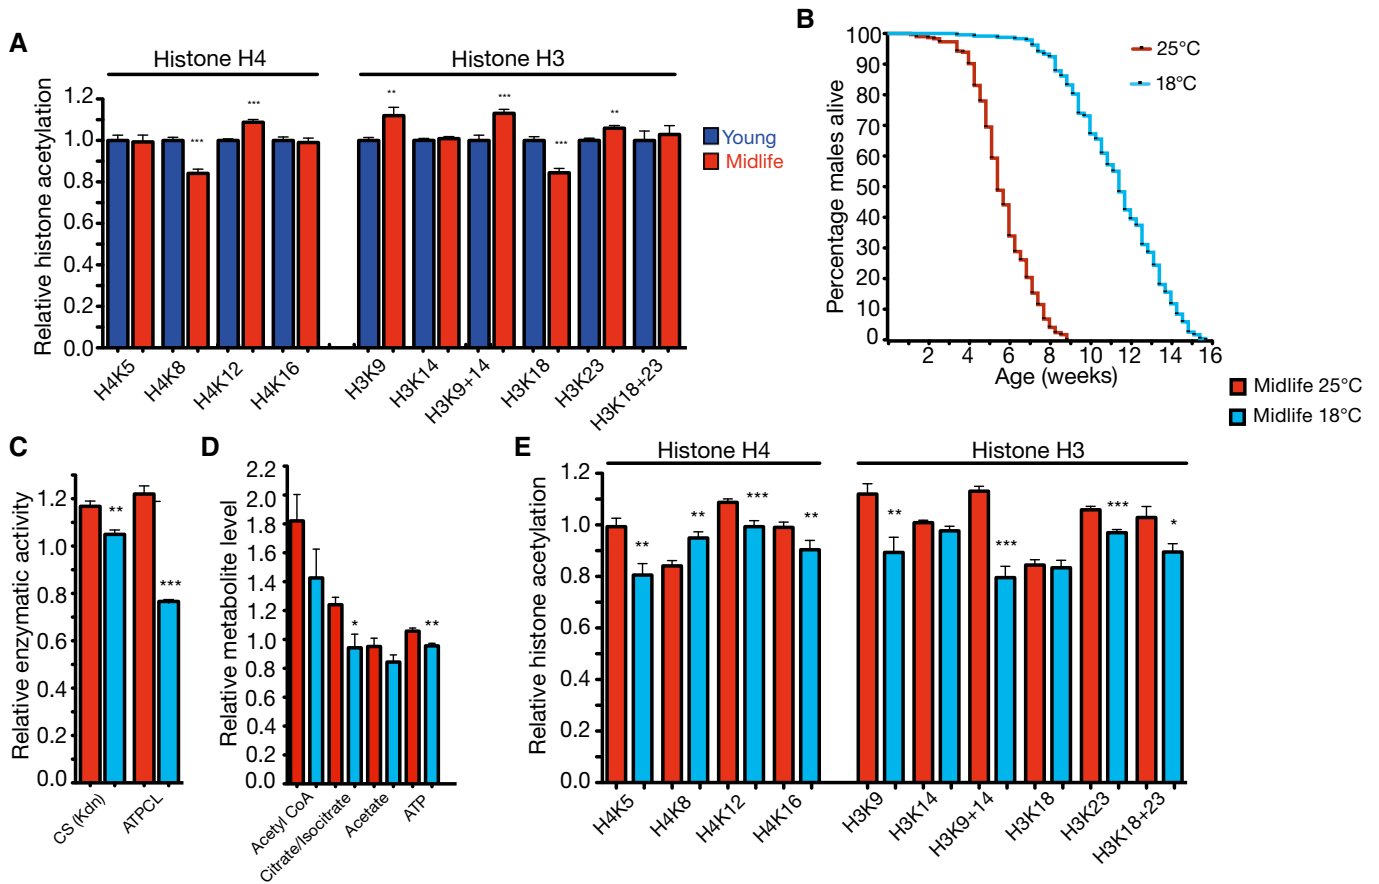 A
Histone H4
Histone H3
Relative histone acetylation
1.2
1.0
0.8
0.6
0.4
0.2
0.0
***
***
**
***
***
**
H4K5
H4K8
H4K12
H4K16
H3K9
H3K14
H3K9+14
H3K18
H3K23
H3K18+23
Young
Midlife
B
Percentage males alive
100
90
80
70
60
50
40
30
20
10
0
2
4
6
8
10
12
14
16
Age (weeks)
25°C
18°C
Midlife 25°C
Midlife 18°C
C
Relative enzymatic activity
1.2
1.0
0.8
0.6
0.4
0.2
0.0
**
***
CS (Kdn)
ATPCL
D
Relative metabolite level
2.2
2.0
1.8
1.6
1.4
1.2
1.0
0.8
0.6
0.4
0.2
0.0
*
**
Acetyl CoA
Citrate/Isocitrate
Acetate
ATP
E
Histone H4
Histone H3
Relative histone acetylation
1.2
1.0
0.8
0.6
0.4
0.2
0.0
**
**
***
**
**
***
***
*
H4K5
H4K8
H4K12
H4K16
H3K9
H3K14
H3K9+14
H3K18
H3K23
H3K18+23